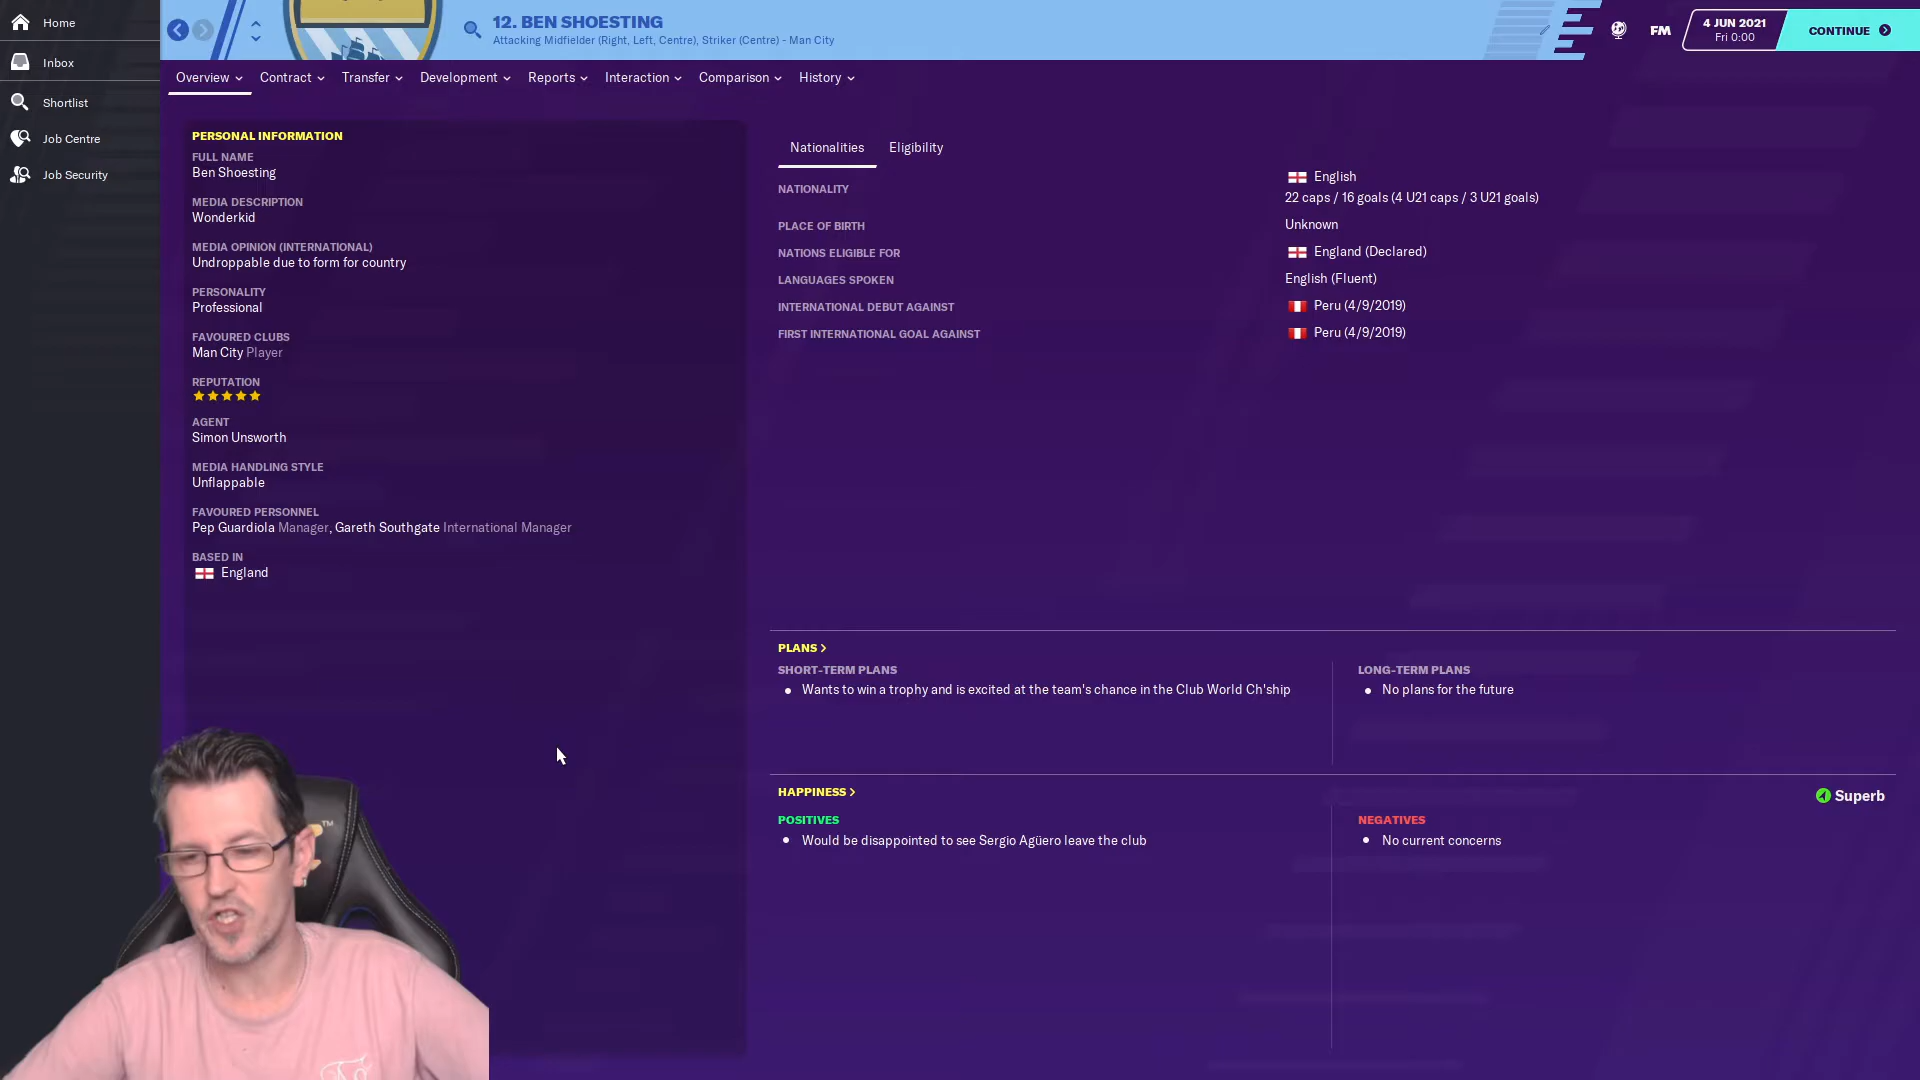 Home
Inbox
Shortlist
Job Centre
Job Security
12. BEN SHOESTING
Attacking Midfielder (Right, Left, Centre), Striker (Centre) - Man City
FM
4 JUN 2021
Fri 0:00
CONTINUE
Overview
Contract
Transfer
Development
Reports
Interaction
Comparison
History
PERSONAL INFORMATION
FULL NAME
Ben Shoesting
MEDIA DESCRIPTION
Wonderkid
MEDIA OPINION (INTERNATIONAL)
Undroppable due to form for country
PERSONALITY
Professional
FAVOURED CLUBS
Man City Player
REPUTATION
AGENT
Simon Unsworth
MEDIA HANDLING STYLE
Unflappable
FAVOURED PERSONNEL
Pep Guardiola Manager, Gareth Southgate International Manager
BASED IN
England
Nationalities
Eligibility
NATIONALITY
English
22 caps / 16 goals (4 U21 caps / 3 U21 goals)
PLACE OF BIRTH
Unknown
NATIONS ELIGIBLE FOR
England (Declared)
LANGUAGES SPOKEN
English (Fluent)
INTERNATIONAL DEBUT AGAINST
Peru (4/9/2019)
FIRST INTERNATIONAL GOAL AGAINST
Peru (4/9/2019)
PLANS >
SHORT-TERM PLANS
• Wants to win a trophy and is excited at the team's chance in the Club World Ch'ship
LONG-TERM PLANS
• No plans for the future
HAPPINESS >
Superb
POSITIVES
• Would be disappointed to see Sergio Agüero leave the club
NEGATIVES
• No current concerns
TM